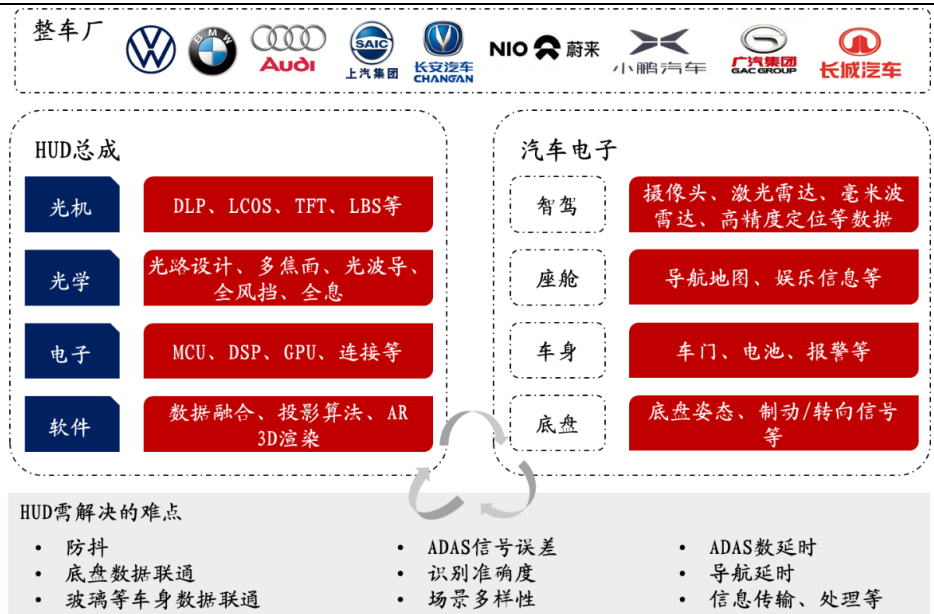 整车厂
BMW
Audi
SAIC
上汽集团
长安汽车
CHANGAN
NIO 蔚来
小鹏汽车
广汽集团
GAC GROUP
长城汽车
HUD总成
光机
DLP、LCOS、TFT、LBS等
光学
光路设计、多焦面、光波导、
全风挡、全息
电子
MCU、DSP、GPU、连接等
软件
数据融合、投影算法、AR
3D渲染
汽车电子
智驾
摄像头、激光雷达、毫米波
雷达、高精度定位等数据
座舱
导航地图、娱乐信息等
车身
车门、电池、报警等
底盘
底盘姿态、制动/转向信号
等
HUD需解决的难点
• 防抖
• 底盘数据联通
• 玻璃等车身数据联通
• ADAS信号误差
• 识别准确度
• 场景多样性
• ADAS数延时
• 导航延时
• 信息传输、处理等